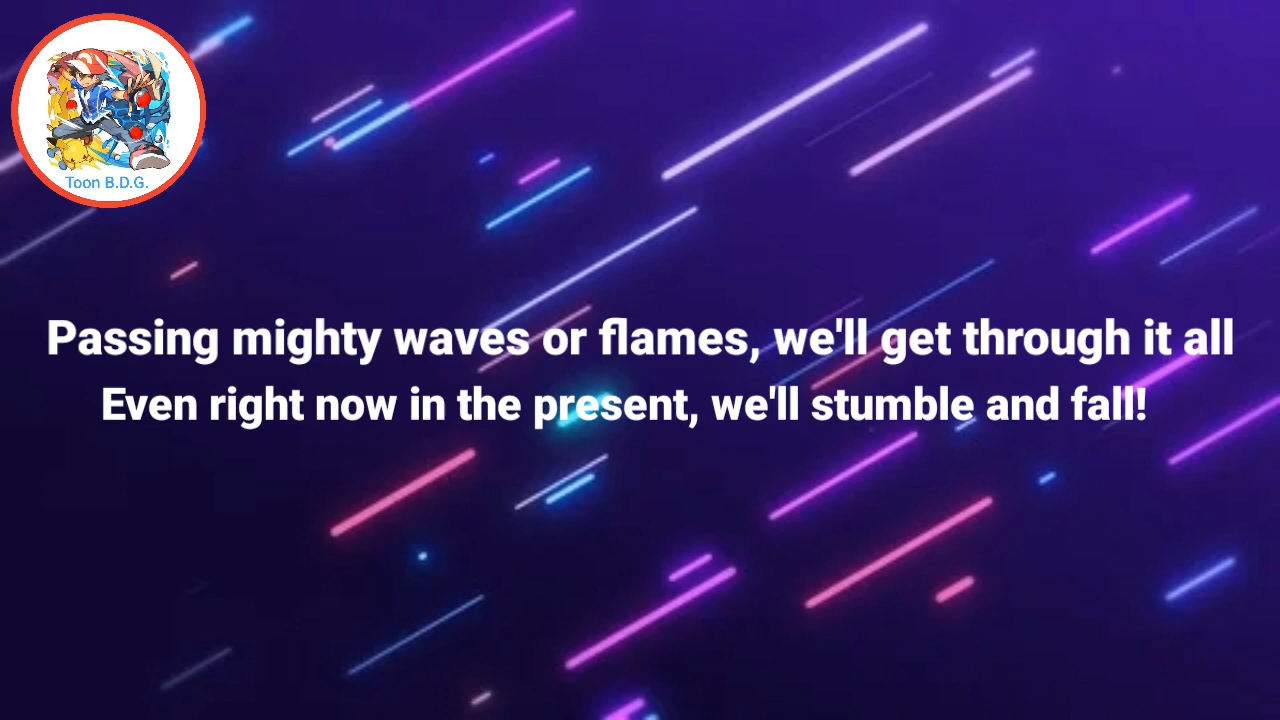 Toon B.D.G.
Passing mighty waves or flames, we'll get through it all
Even right now in the present, we'll stumble and fall!